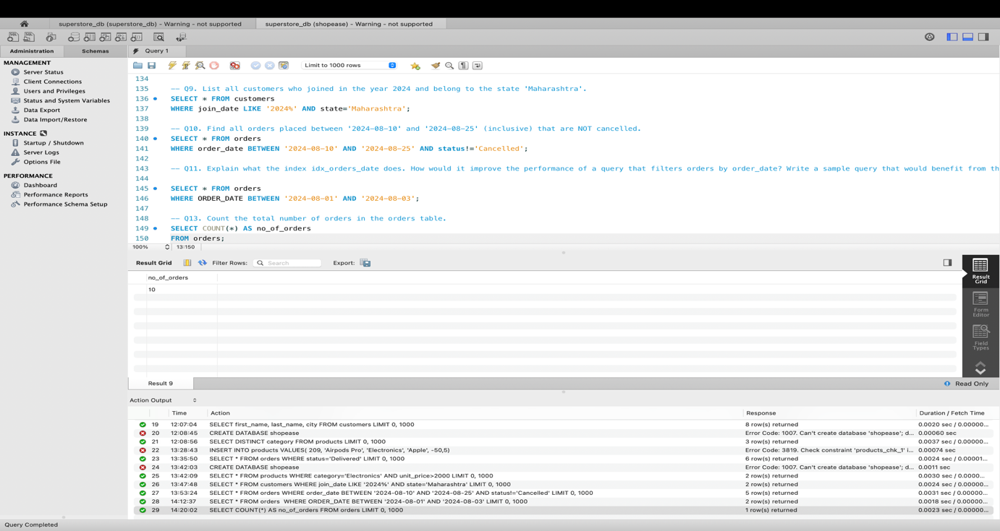 superstore_db (superstore_db) - Warning - not supported
superstore_db (shopease) - Warning - not supported
Administration
Schemas
Query 1
MANAGEMENT
Server Status
Client Connections
Users and Privileges
Status and System Variables
Data Export
Data Import/Restore
INSTANCE
Startup / Shutdown
Server Logs
Options File
PERFORMANCE
Dashboard
Performance Reports
Performance Schema Setup
Limit to 1000 rows
134
135 -- Q9. List all customers who joined in the year 2024 and belong to the state 'Maharashtra'.
136 SELECT * FROM customers
137 WHERE join_date LIKE '2024%' AND state='Maharashtra';
138
139 -- Q10. Find all orders placed between '2024-08-10' and '2024-08-25' (inclusive) that are NOT cancelled.
140 SELECT * FROM orders
141 WHERE order_date BETWEEN '2024-08-10' AND '2024-08-25' AND status!='Cancelled';
142
143 -- Q11. Explain what the index idx_orders_date does. How would it improve the performance of a query that filters orders by order_date? Write a sample query that would benefit from th
144
145 SELECT * FROM orders
146 WHERE ORDER_DATE BETWEEN '2024-08-01' AND '2024-08-03';
147
148 -- Q13. Count the total number of orders in the orders table.
149 SELECT COUNT(*) AS no_of_orders
150 FROM orders;
100% 13:150
Result Grid Filter Rows: Search Export:
no_of_orders
10
Result Grid
Form Editor
Field Types
Result 9
Read Only
Action Output
Time Action Response Duration / Fetch Time
19 12:07:04 SELECT first_name, last_name, city FROM customers LIMIT 0, 1000 8 row(s) returned 0.0020 sec / 0.00000...
20 12:08:45 CREATE DATABASE shopease Error Code: 1007. Can't create database 'shopease'; d... 0.00060 sec
21 12:08:56 SELECT DISTINCT category FROM products LIMIT 0, 1000 3 row(s) returned 0.0037 sec / 0.00000...
22 13:28:43 INSERT INTO products VALUES( 209, 'Airpods Pro', 'Electronics', 'Apple', -50,5) Error Code: 3819. Check constraint 'products_chk_1' i... 0.00074 sec
23 13:35:50 SELECT * FROM orders WHERE status='Delivered' LIMIT 0, 1000 6 row(s) returned 0.0024 sec / 0.00001...
24 13:42:03 CREATE DATABASE shopease Error Code: 1007. Can't create database 'shopease'; d... 0.0011 sec
25 13:42:09 SELECT * FROM products WHERE category='Electronics' AND unit_price>2000 LIMIT 0, 1000 2 row(s) returned 0.0030 sec / 0.0000...
26 13:47:48 SELECT * FROM customers WHERE join_date LIKE '2024%' AND state='Maharashtra' LIMIT 0, 1000 2 row(s) returned 0.0024 sec / 0.0000...
27 13:53:24 SELECT * FROM orders WHERE order_date BETWEEN '2024-08-10' AND '2024-08-25' AND status!='Cancelled' LIMIT 0, 1000 5 row(s) returned 0.0031 sec / 0.00000...
28 14:12:37 SELECT * FROM orders WHERE ORDER_DATE BETWEEN '2024-08-01' AND '2024-08-03' LIMIT 0, 1000 2 row(s) returned 0.0018 sec / 0.00000...
29 14:20:02 SELECT COUNT(*) AS no_of_orders FROM orders LIMIT 0, 1000 1 row(s) returned 0.0023 sec / 0.00000...
Query Completed